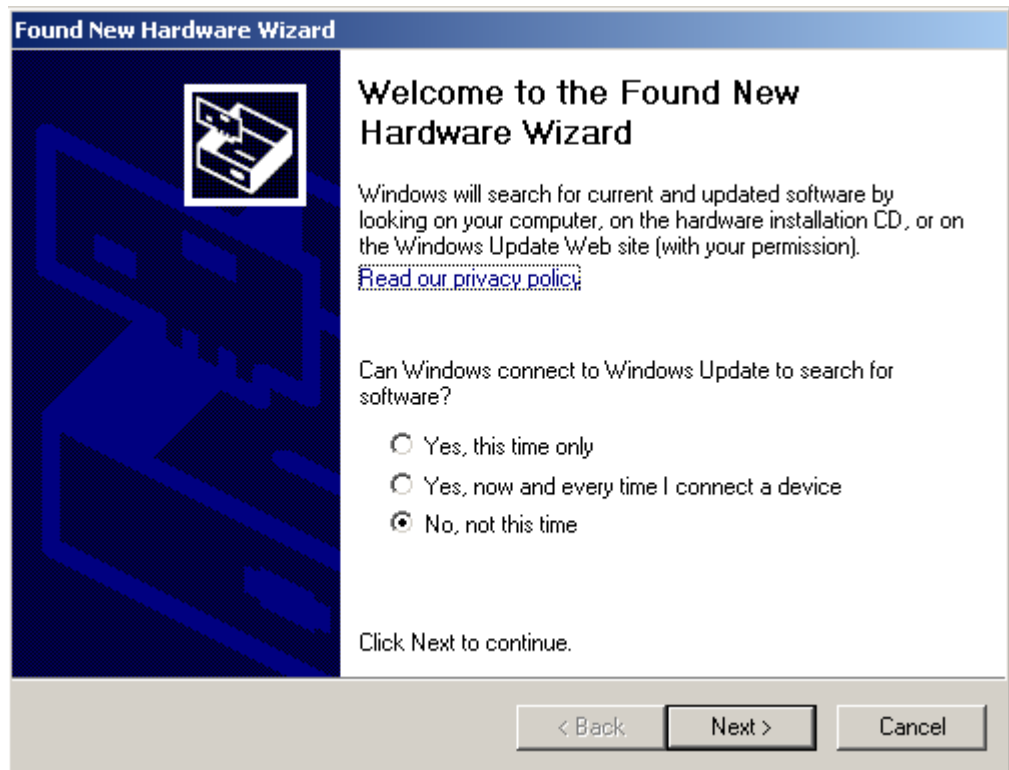 Found New Hardware Wizard
Welcome to the Found New
Hardware Wizard
Windows will search for current and updated software by
looking on your computer, on the hardware installation CD, or on
the Windows Update Web site (with your permission).
Read our privacy policy
Can Windows connect to Windows Update to search for
software?
Yes, this time only
Yes, now and every time I connect a device
No, not this time
Click Next to continue.
< Back Next > Cancel